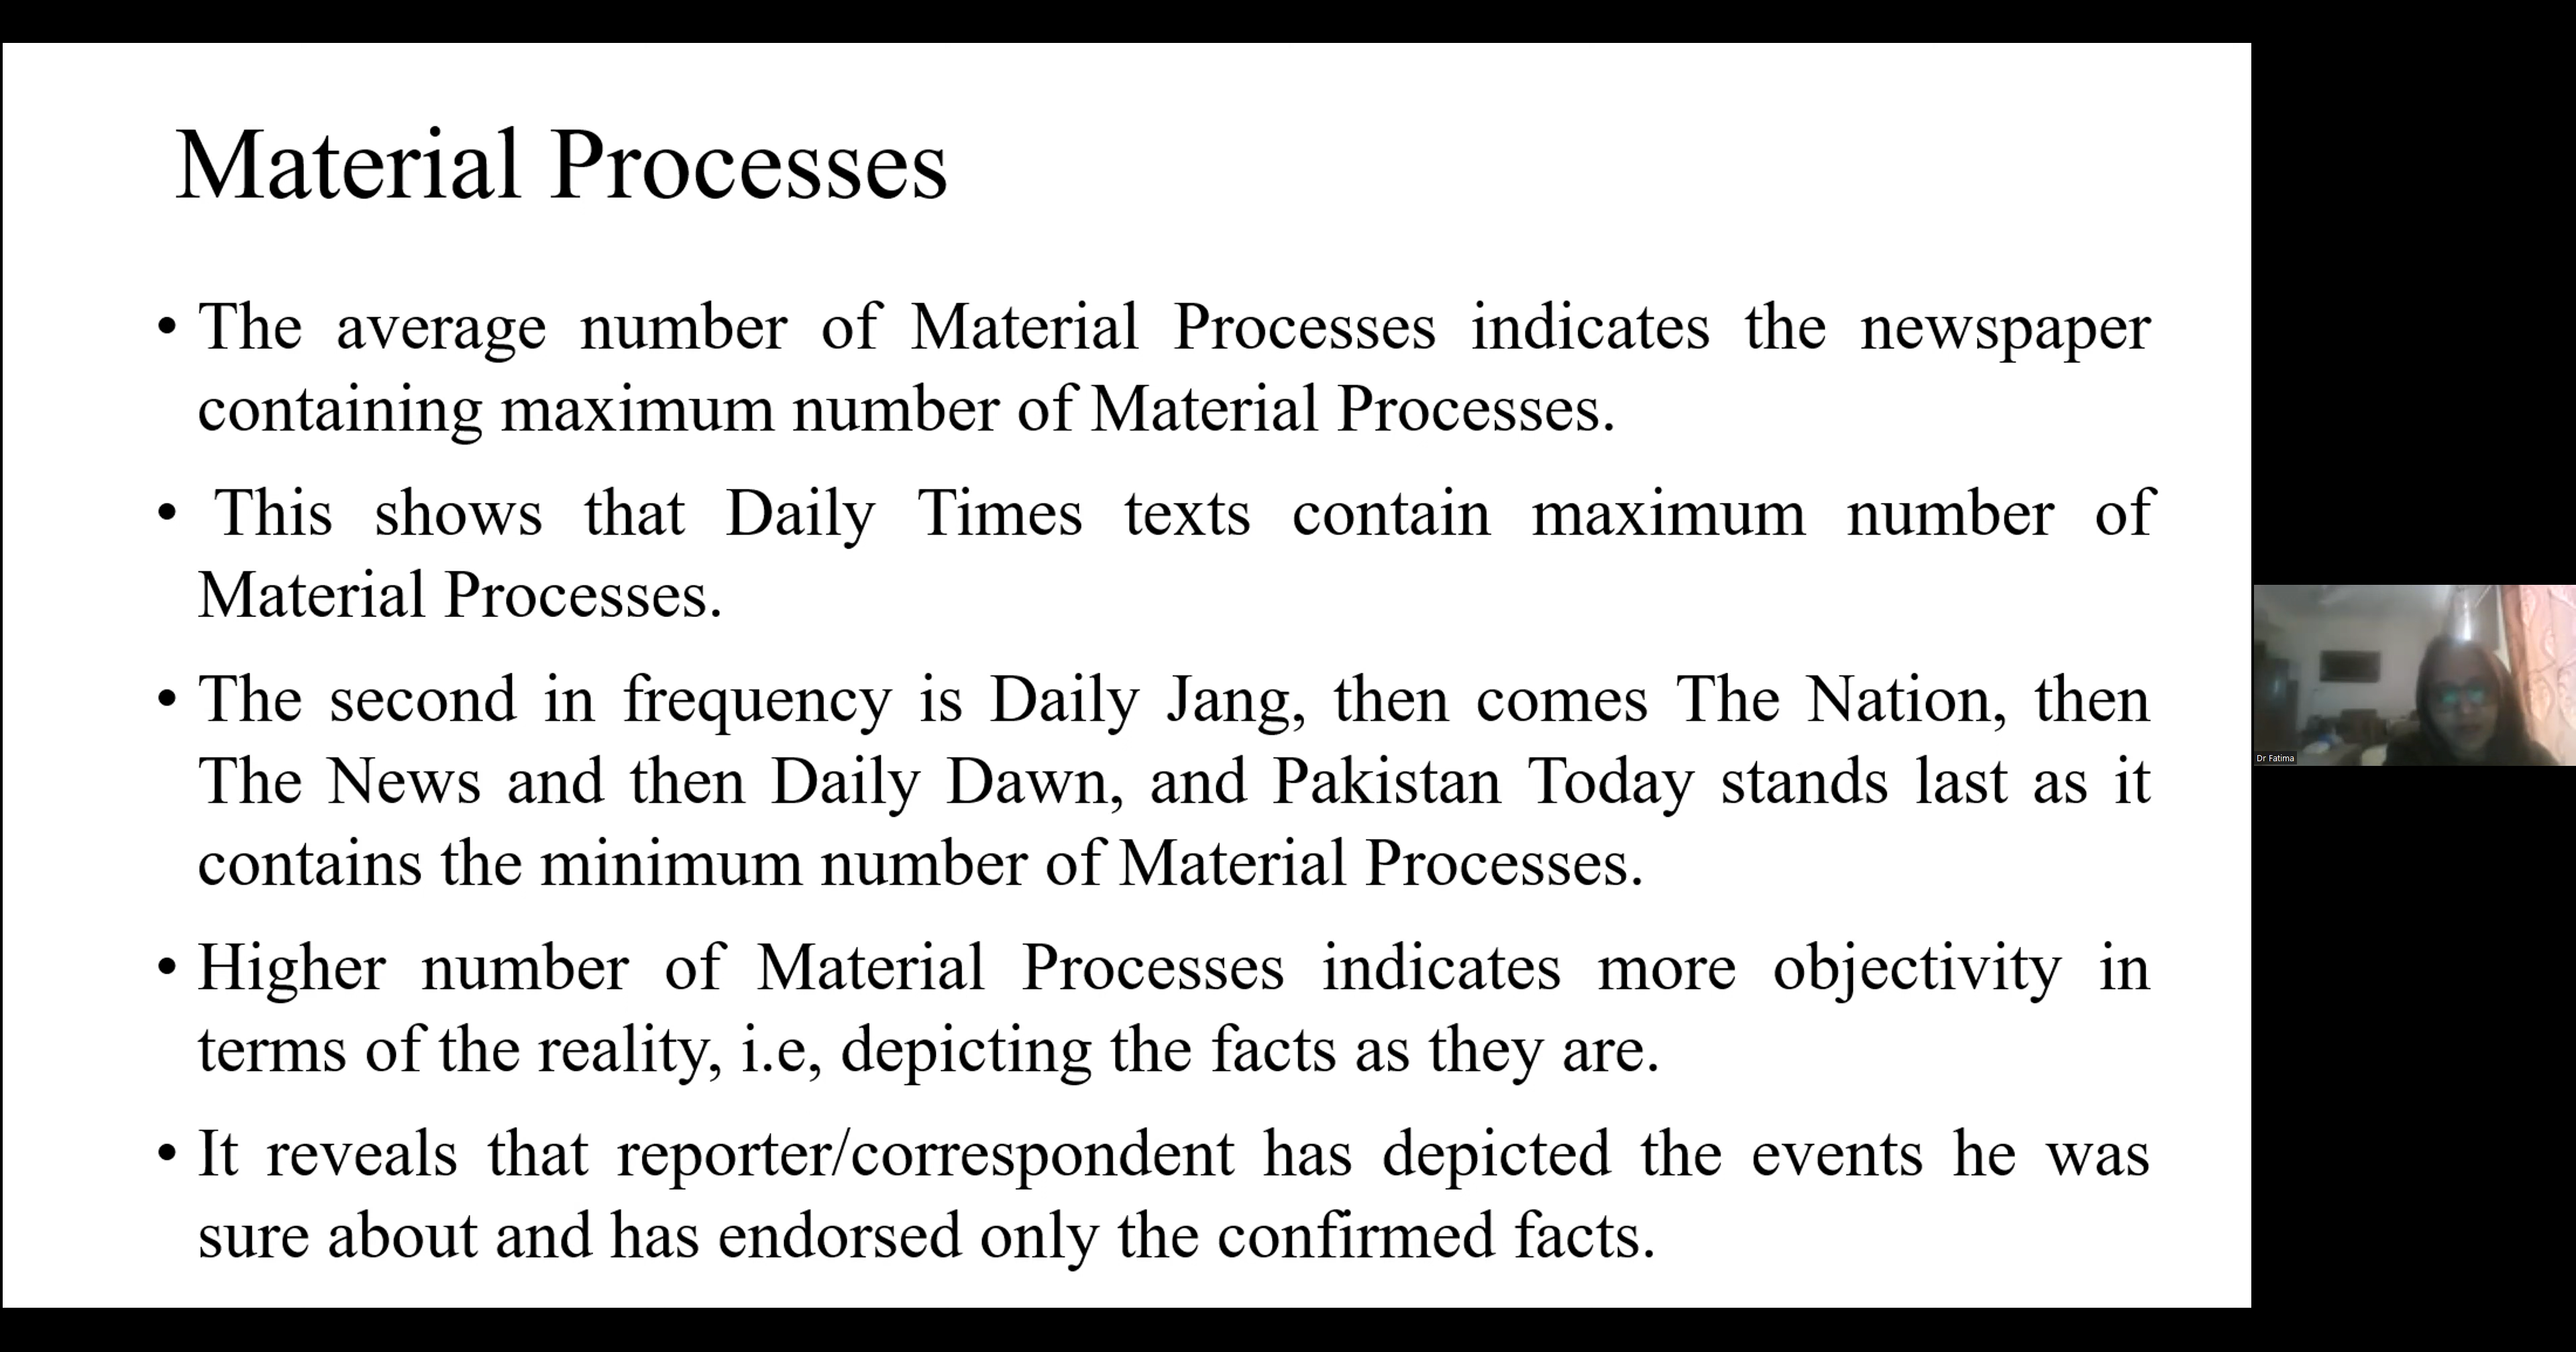 Material Processes
• The average number of Material Processes indicates the newspaper
containing maximum number of Material Processes.
• This shows that Daily Times texts contain maximum number of
Material Processes.
• The second in frequency is Daily Jang, then comes The Nation, then
The News and then Daily Dawn, and Pakistan Today stands last as it
contains the minimum number of Material Processes.
• Higher number of Material Processes indicates more objectivity in
terms of the reality, i.e, depicting the facts as they are.
• It reveals that reporter/correspondent has depicted the events he was
sure about and has endorsed only the confirmed facts.
Dr Fatima